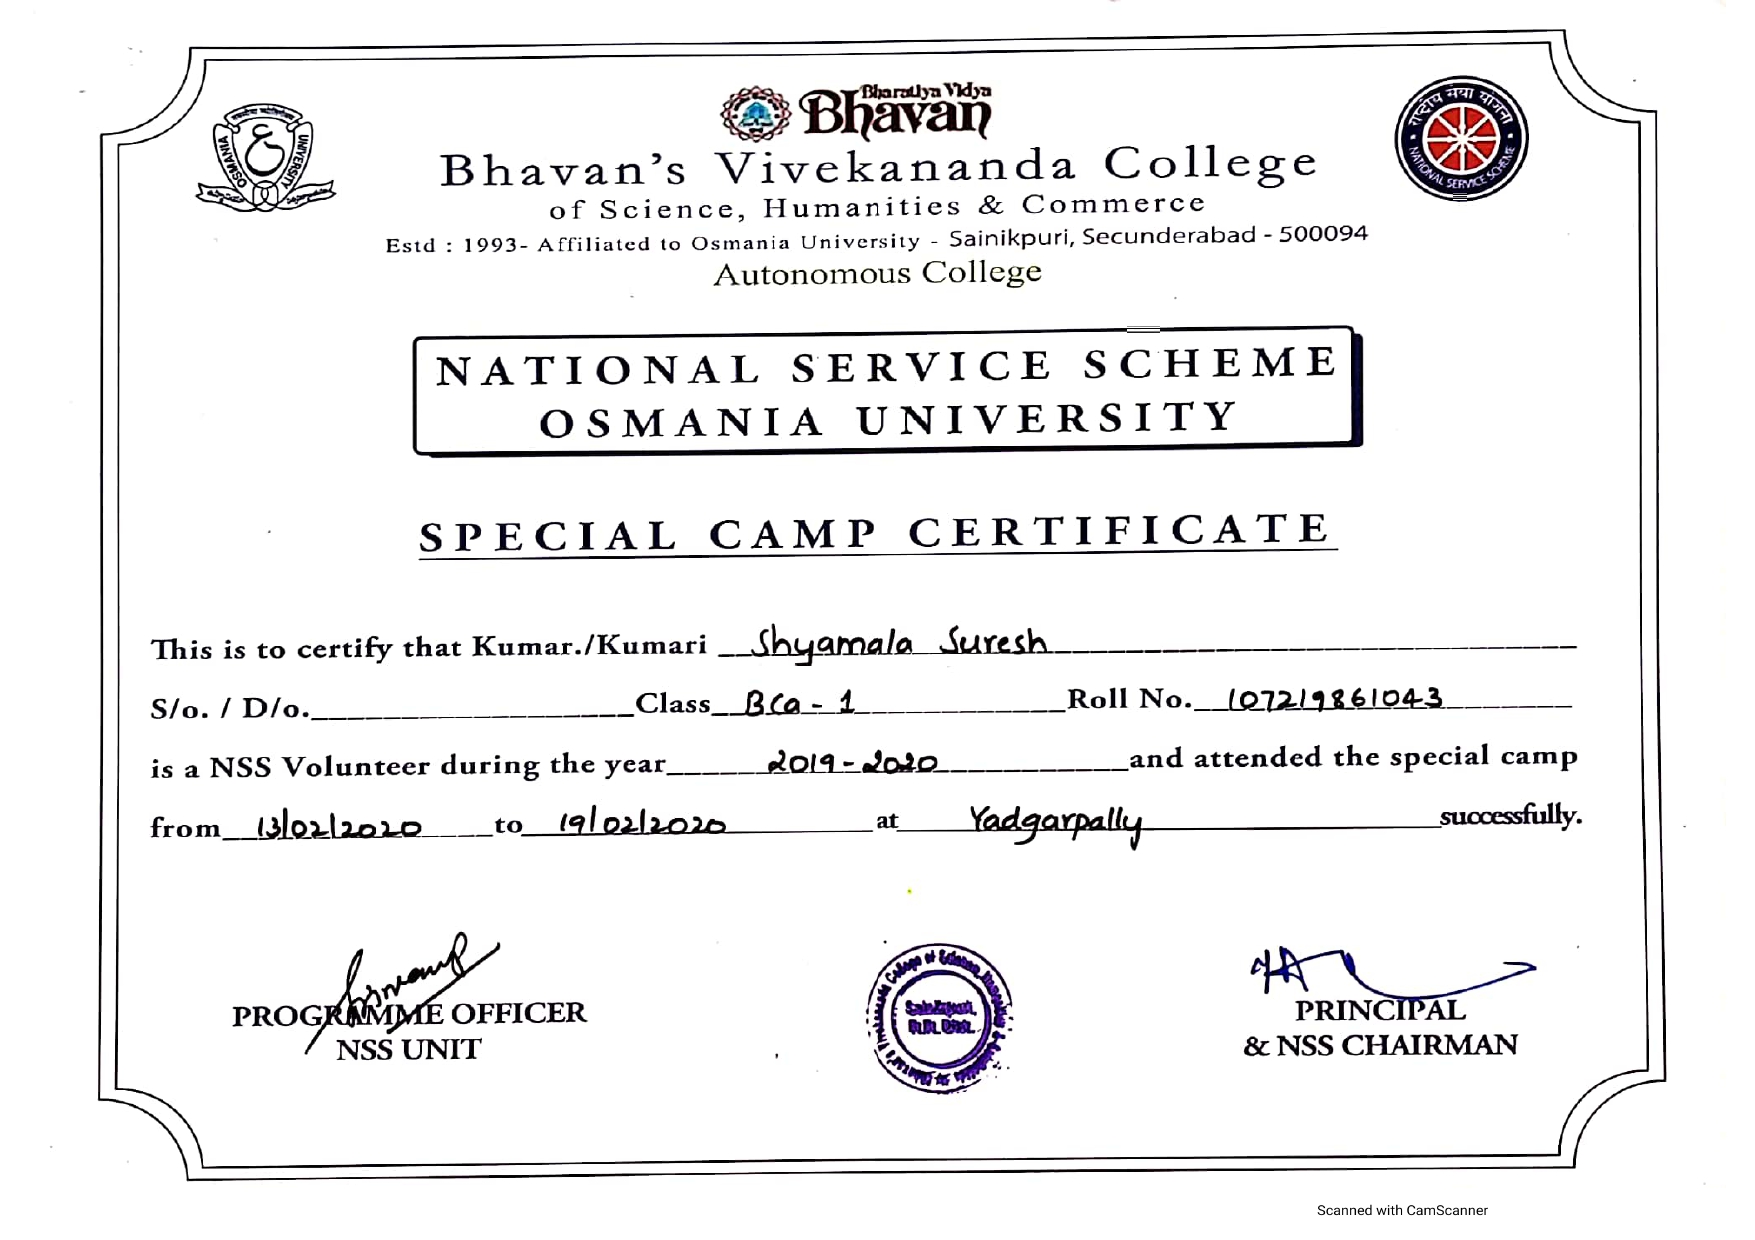 Bharatiya Vidya
Bhavan
Bhavan's Vivekananda College
of Science, Humanities & Commerce
Estd : 1993- Affiliated to Osmania University - Sainikpuri, Secunderabad - 500094
Autonomous College
OSMANIA UNIVERSITY
NATIONAL SERVICE SCHEME
NATIONAL SERVICE SCHEME
OSMANIA UNIVERSITY
SPECIAL CAMP CERTIFICATE
This is to certify that Kumar./Kumari Shyamala Suresh
S/o. / D/o. Class BCa - 1 Roll No. 107219861043
is a NSS Volunteer during the year 2019-2020 and attended the special camp
from 13/02/2020 to 19/02/2020 at Yadgarpally successfully.
PROGRAMME OFFICER
NSS UNIT
PRINCIPAL
& NSS CHAIRMAN
Scanned with CamScanner